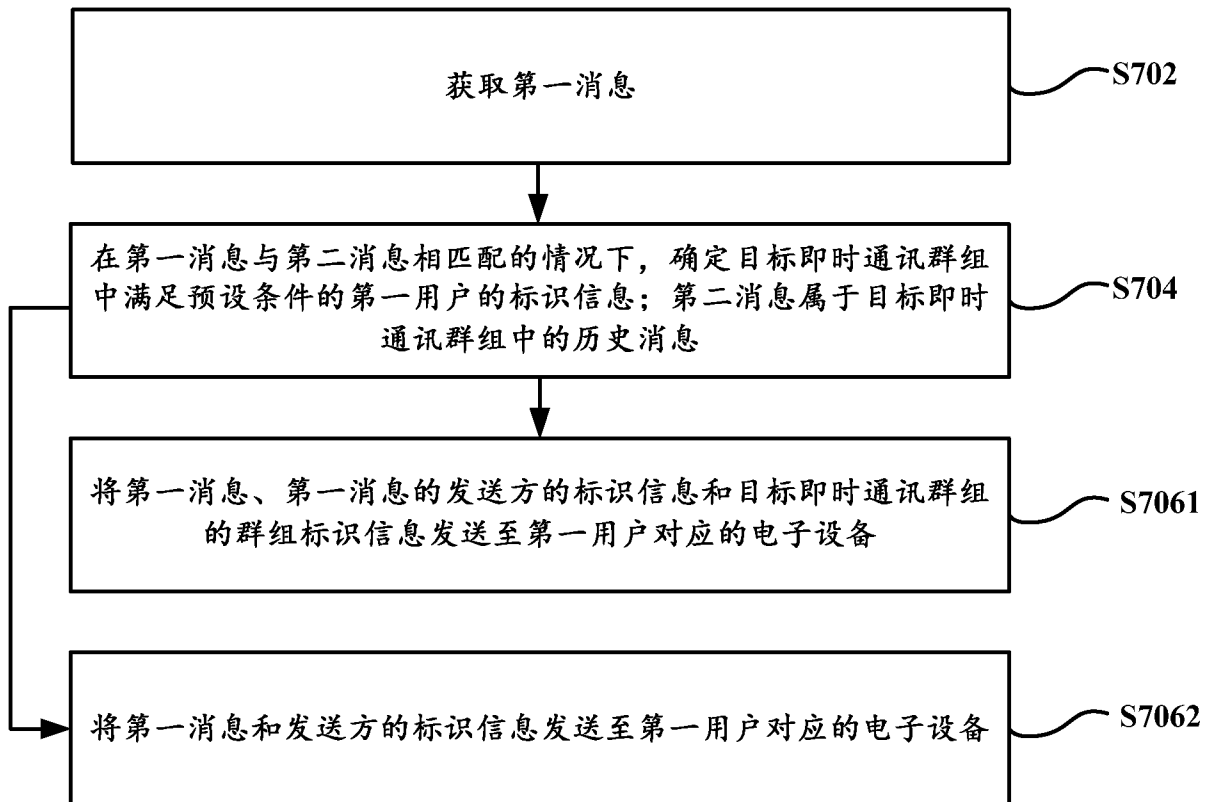 获取第一消息
S702
在第一消息与第二消息相匹配的情况下，确定目标即时通讯群组
中满足预设条件的第一用户的标识信息；第二消息属于目标即时
通讯群组中的历史消息
S704
将第一消息、第一消息的发送方的标识信息和目标即时通讯群组
的群组标识信息发送至第一用户对应的电子设备
S7061
将第一消息和发送方的标识信息发送至第一用户对应的电子设备
S7062